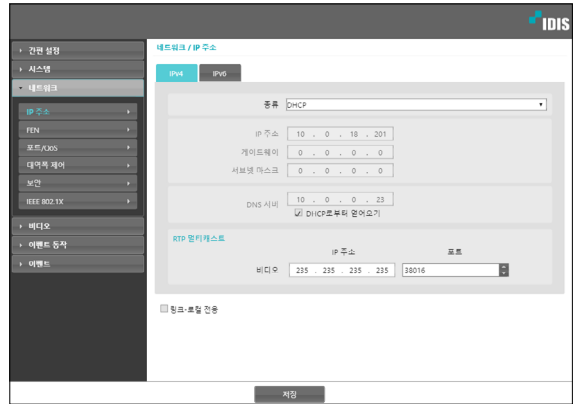 IDIS
네트워크 / IP 주소
간편 설정
시스템
네트워크
IP 주소
FEN
포트/QoS
대역폭 제어
보안
IEEE 802.1X
비디오
이벤트 동작
이벤트
IPv4 IPv6
종류 DHCP
IP 주소 10 . 0 . 18 . 201
게이트웨이 0 . 0 . 0 . 0
서브넷 마스크 0 . 0 . 0 . 0
DNS 서버 10 . 0 . 0 . 23
DHCP로부터 얻어오기
RTP 멀티캐스트
IP 주소 포트
비디오 235 . 235 . 235 . 235 38016
링크-로컬 전용
저장